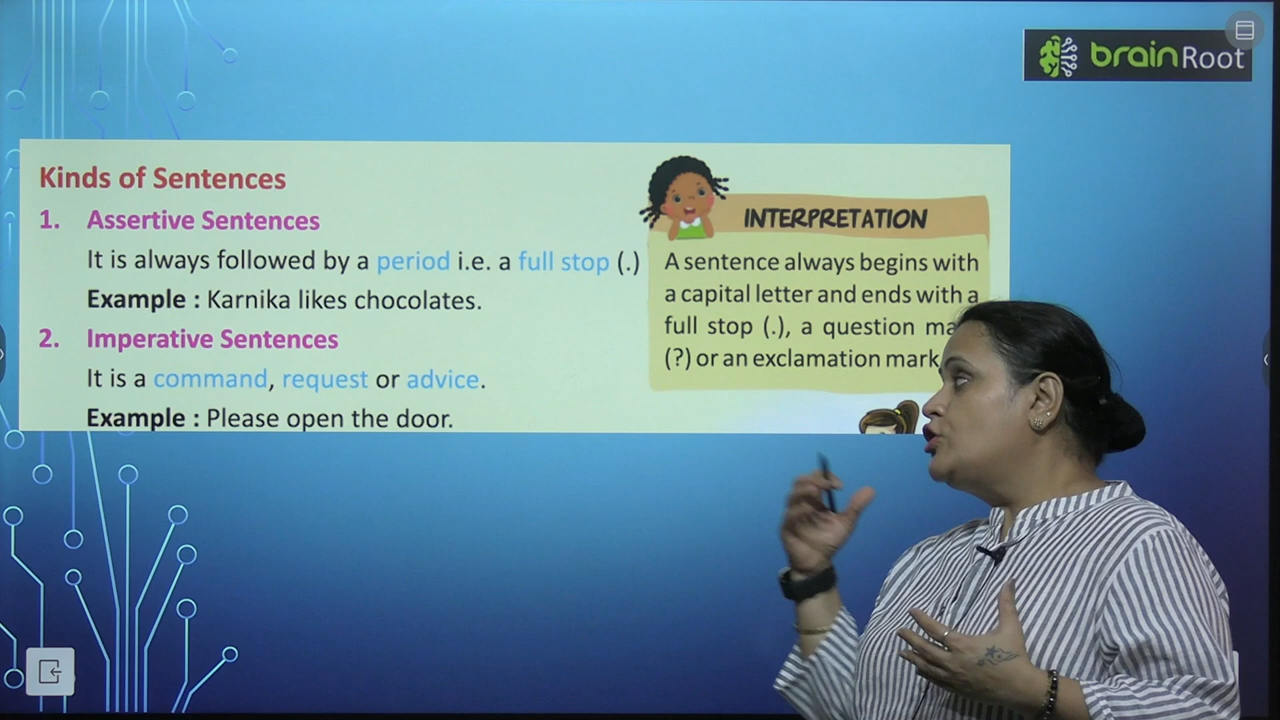 brainRoot
Kinds of Sentences
1. Assertive Sentences
It is always followed by a period i.e. a full stop (.)
Example : Karnika likes chocolates.
2. Imperative Sentences
It is a command, request or advice.
Example : Please open the door.
INTERPRETATION
A sentence always begins with
a capital letter and ends with a
full stop (.), a question
(?) or an exclamation mark